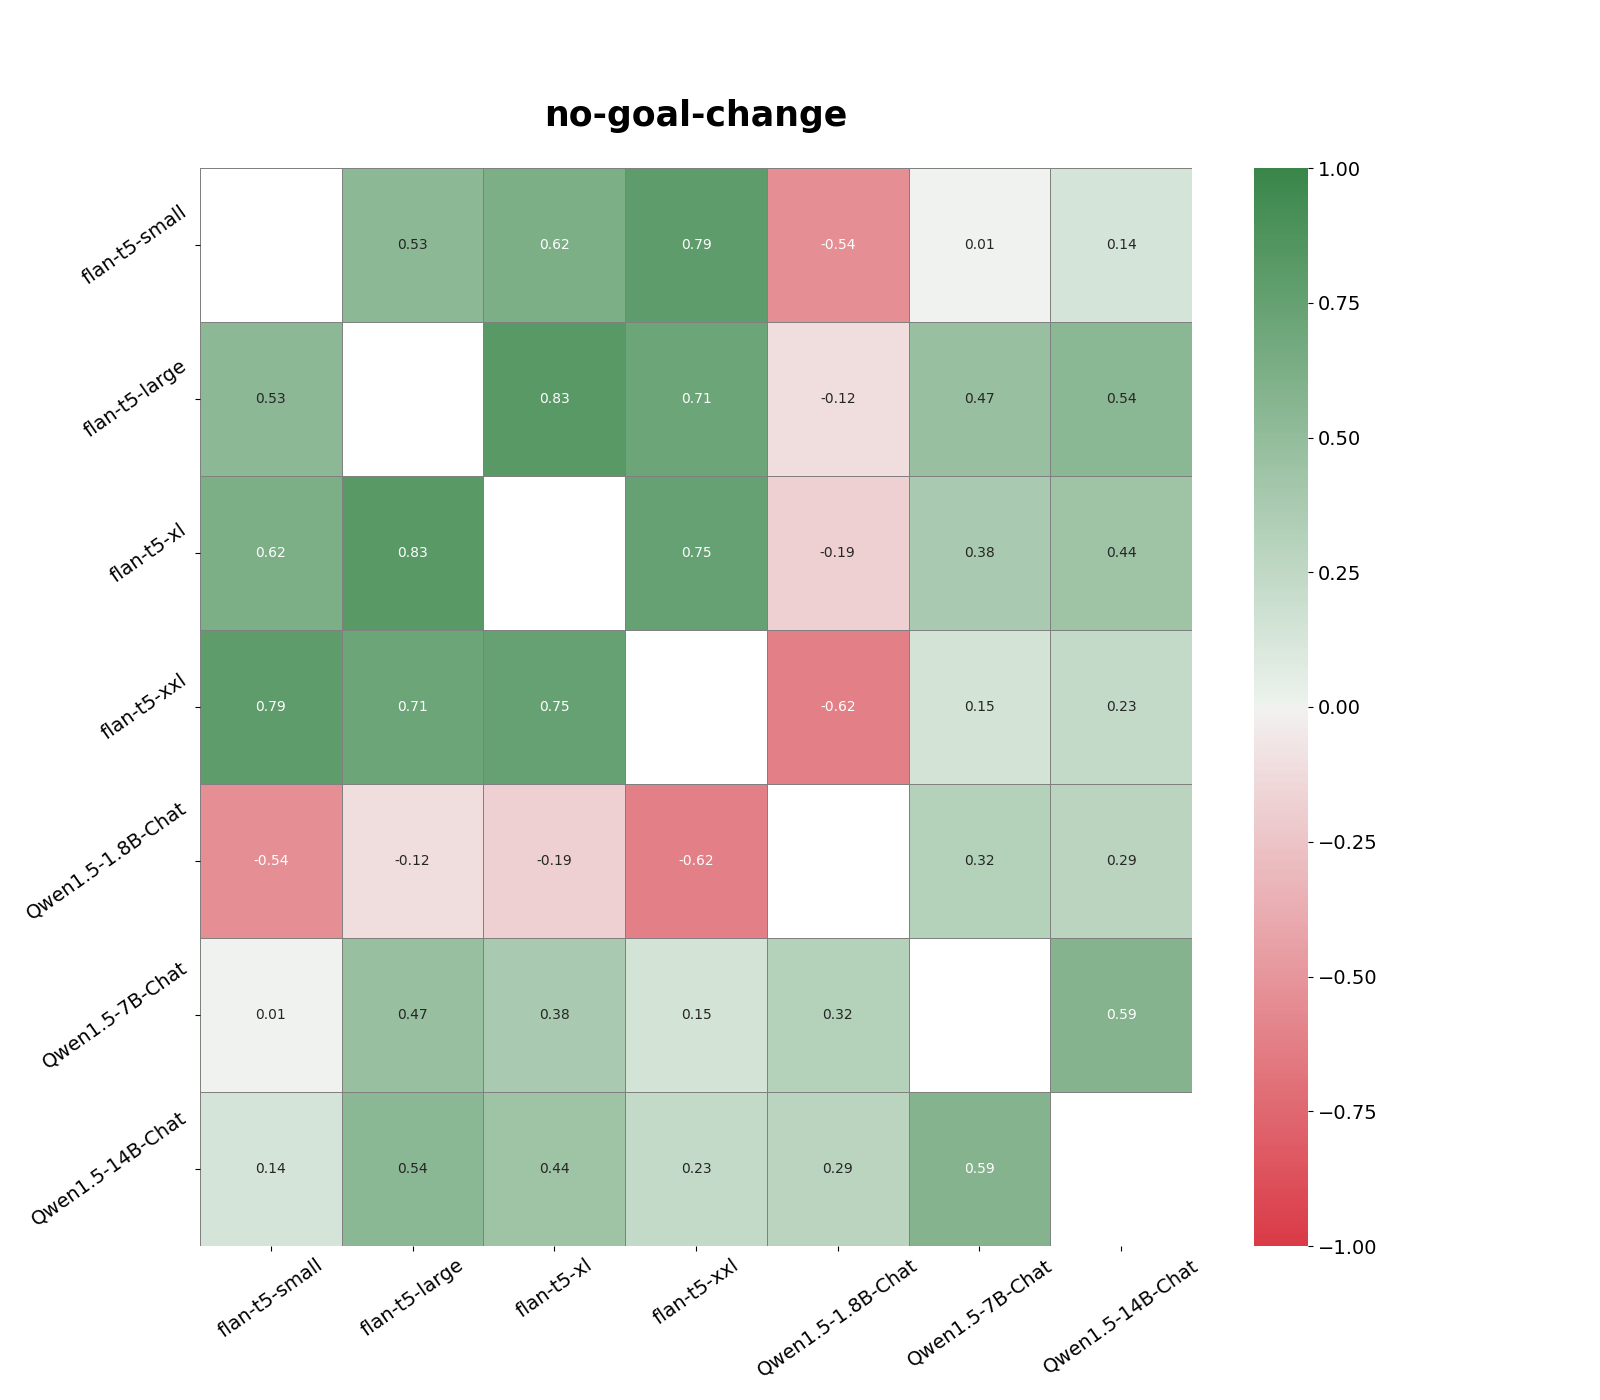 no-goal-change
flan-t5-small
0.53 0.62 0.79 -0.54 0.01 0.14
flan-t5-large
0.53 0.83 0.71 -0.12 0.47 0.54
flan-t5-xl
0.62 0.83 0.75 -0.19 0.38 0.44
flan-t5-xxl
0.79 0.71 0.75 -0.62 0.15 0.23
Qwen1.5-1.8B-Chat
-0.54 -0.12 -0.19 -0.62 0.32 0.29
Qwen1.5-7B-Chat
0.01 0.47 0.38 0.15 0.32 0.59
Qwen1.5-14B-Chat
0.14 0.54 0.44 0.23 0.29 0.59
flan-t5-small
flan-t5-large
flan-t5-xl
flan-t5-xxl
Qwen1.5-1.8B-Chat
Qwen1.5-7B-Chat
Qwen1.5-14B-Chat
1.00
0.75
0.50
0.25
0.00
−0.25
−0.50
−0.75
−1.00